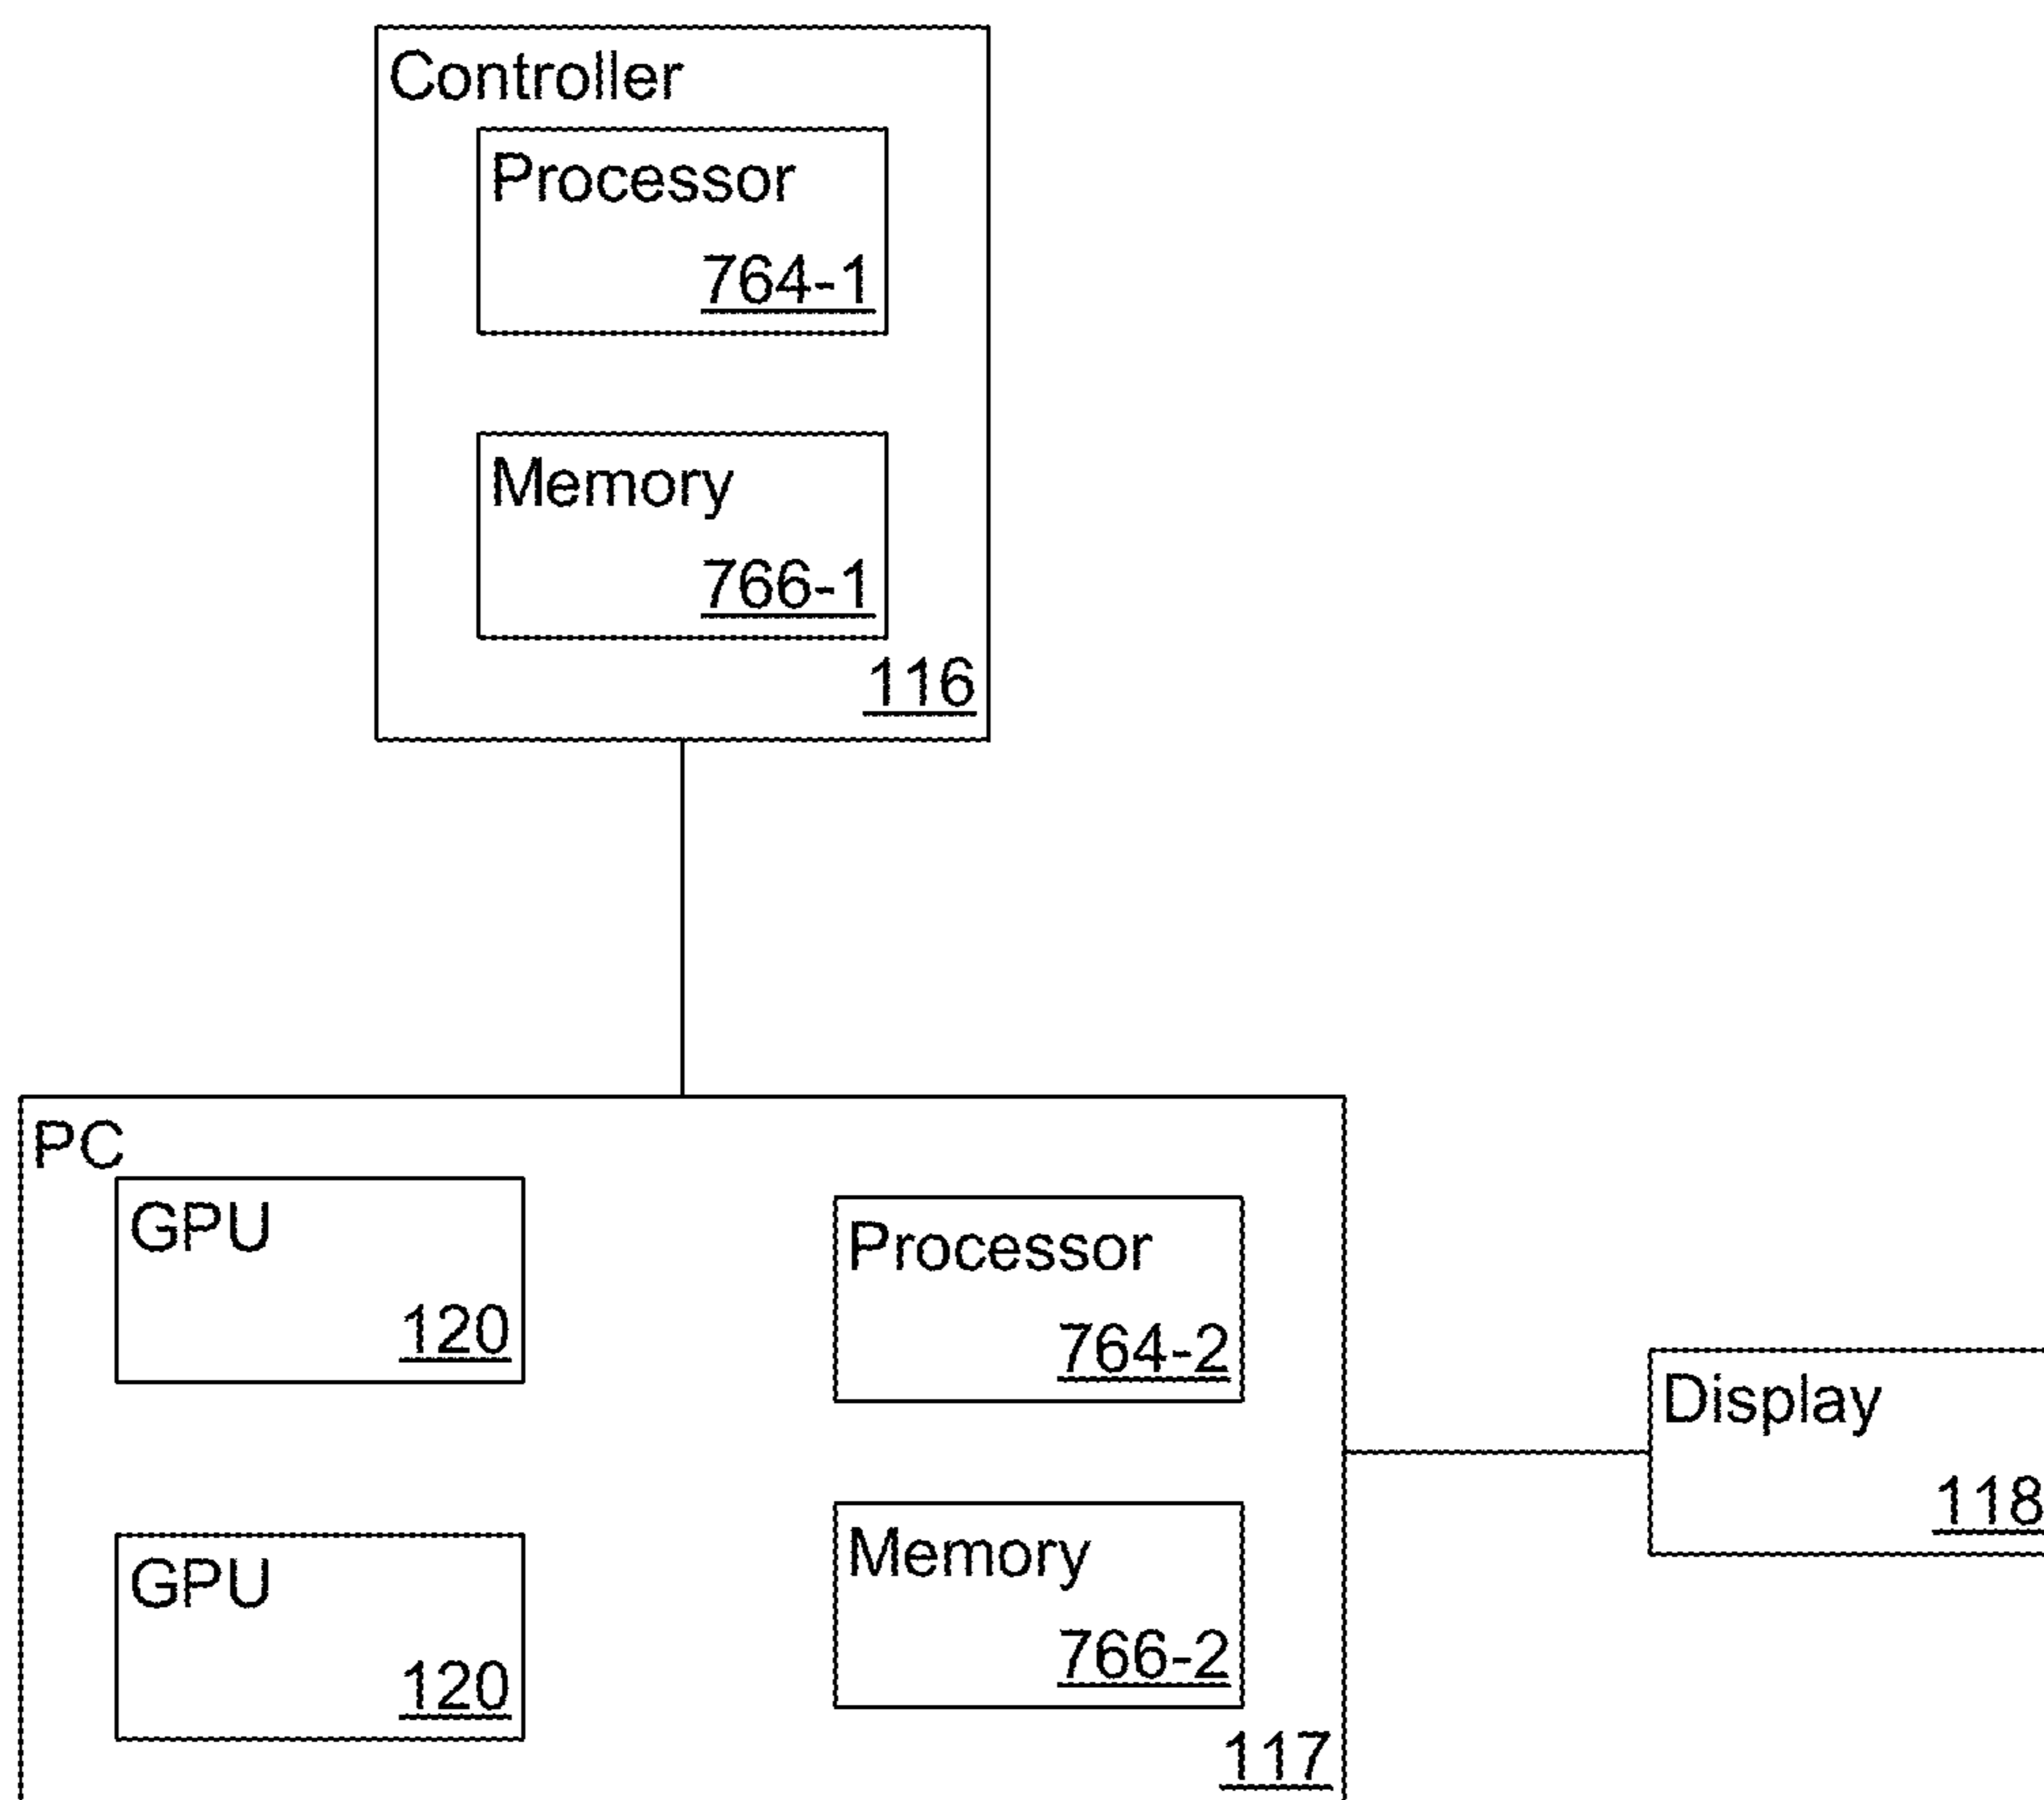 Controller
Processor
764-1
Memory
766-1
116
PC
GPU
120
Processor
764-2
GPU
120
Memory
766-2
117
Display
118